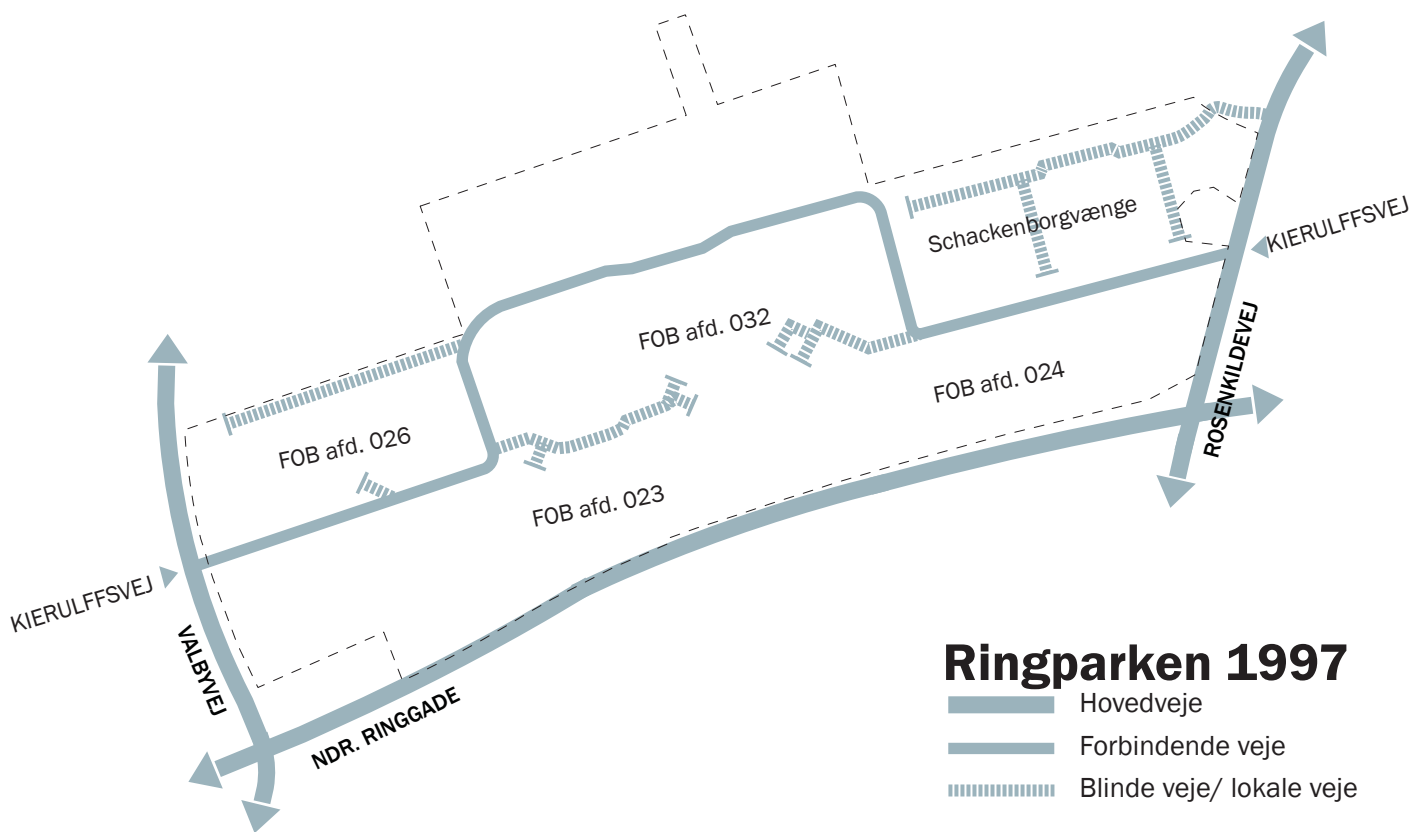 Schackenborgvænge
KIERULFFSVEJ
FOB afd. 032
ROSENKILDEVEJ
FOB afd. 024
FOB afd. 026
FOB afd. 023
KIERULFFSVEJ
VALBYVEJ
NDR. RINGGADE
Ringparken 1997
Hovedveje
Forbindende veje
Blinde veje/ lokale veje